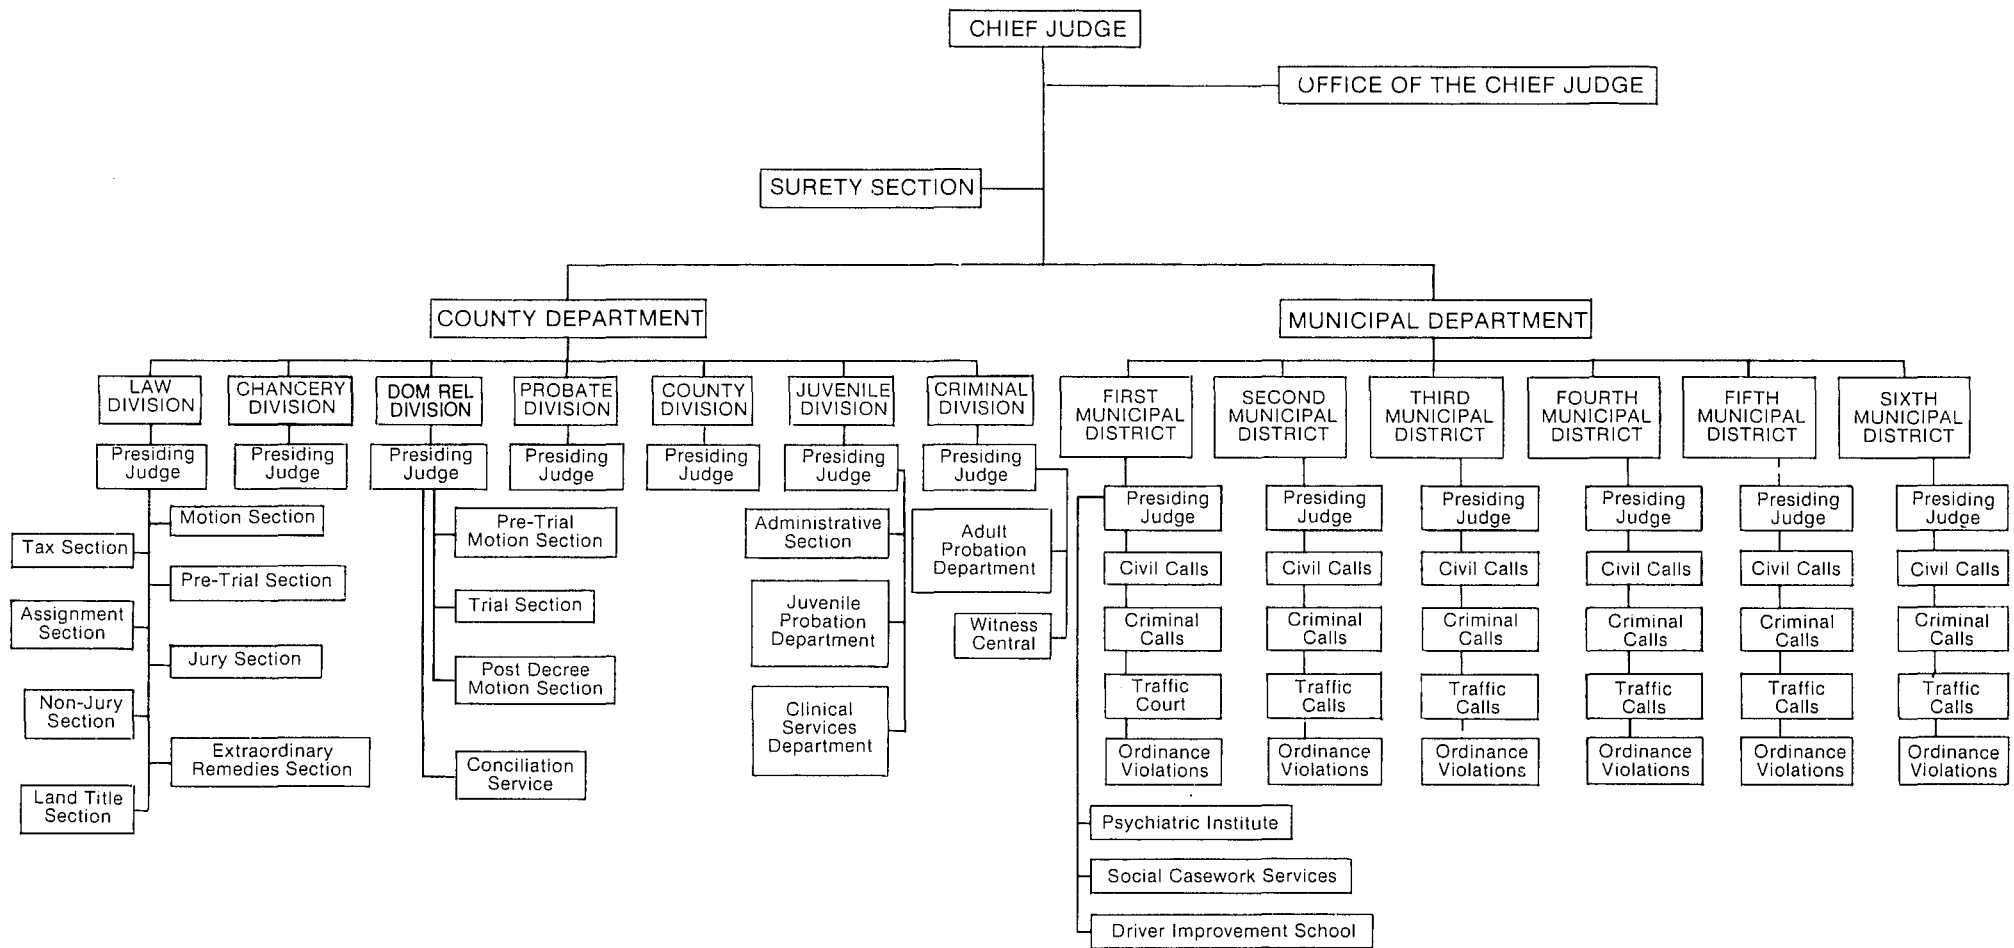 CHIEF JUDGE
OFFICE OF THE CHIEF JUDGE
SURETY SECTION
COUNTY DEPARTMENT
MUNICIPAL DEPARTMENT
LAW
DIVISION
CHANCERY
DIVISION
DOM REL
DIVISION
PROBATE
DIVISION
COUNTY
DIVISION
JUVENILE
DIVISION
CRIMINAL
DIVISION
Presiding
Judge
Presiding
Judge
Presiding
Judge
Presiding
Judge
Presiding
Judge
Presiding
Judge
Presiding
Judge
Motion Section
Tax Section
Pre-Trial Section
Assignment
Section
Jury Section
Non-Jury
Section
Extraordinary
Remedies Section
Land Title
Section
Pre-Trial
Motion Section
Trial Section
Post Decree
Motion Section
Conciliation
Service
Administrative
Section
Juvenile
Probation
Department
Clinical
Services
Department
Adult
Probation
Department
Witness
Central
FIRST
MUNICIPAL
DISTRICT
Presiding
Judge
Civil Calls
Criminal
Calls
Traffic
Court
Ordinance
Violations
Psychiatric Institute
Social Casework Services
Driver Improvement School
SECOND
MUNICIPAL
DISTRICT
Presiding
Judge
Civil Calls
Criminal
Calls
Traffic
Calls
Ordinance
Violations
THIRD
MUNICIPAL
DISTRICT
Presiding
Judge
Civil Calls
Criminal
Calls
Traffic
Calls
Ordinance
Violations
FOURTH
MUNICIPAL
DISTRICT
Presiding
Judge
Civil Calls
Criminal
Calls
Traffic
Calls
Ordinance
Violations
FIFTH
MUNICIPAL
DISTRICT
Presiding
Judge
Civil Calls
Criminal
Calls
Traffic
Calls
Ordinance
Violations
SIXTH
MUNICIPAL
DISTRICT
Presiding
Judge
Civil Calls
Criminal
Calls
Traffic
Calls
Ordinance
Violations